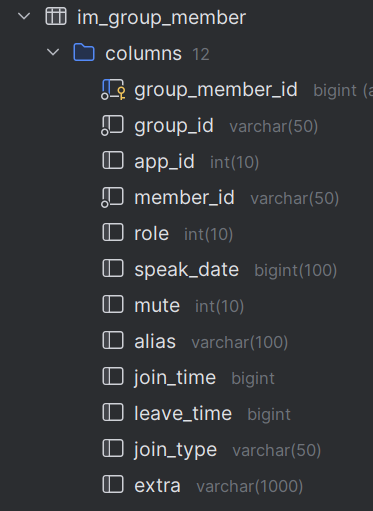 im_group_member
columns 12
group_member_id bigint (a
group_id varchar(50)
app_id int(10)
member_id varchar(50)
role int(10)
speak_date bigint(100)
mute int(10)
alias varchar(100)
join_time bigint
leave_time bigint
join_type varchar(50)
extra varchar(1000)